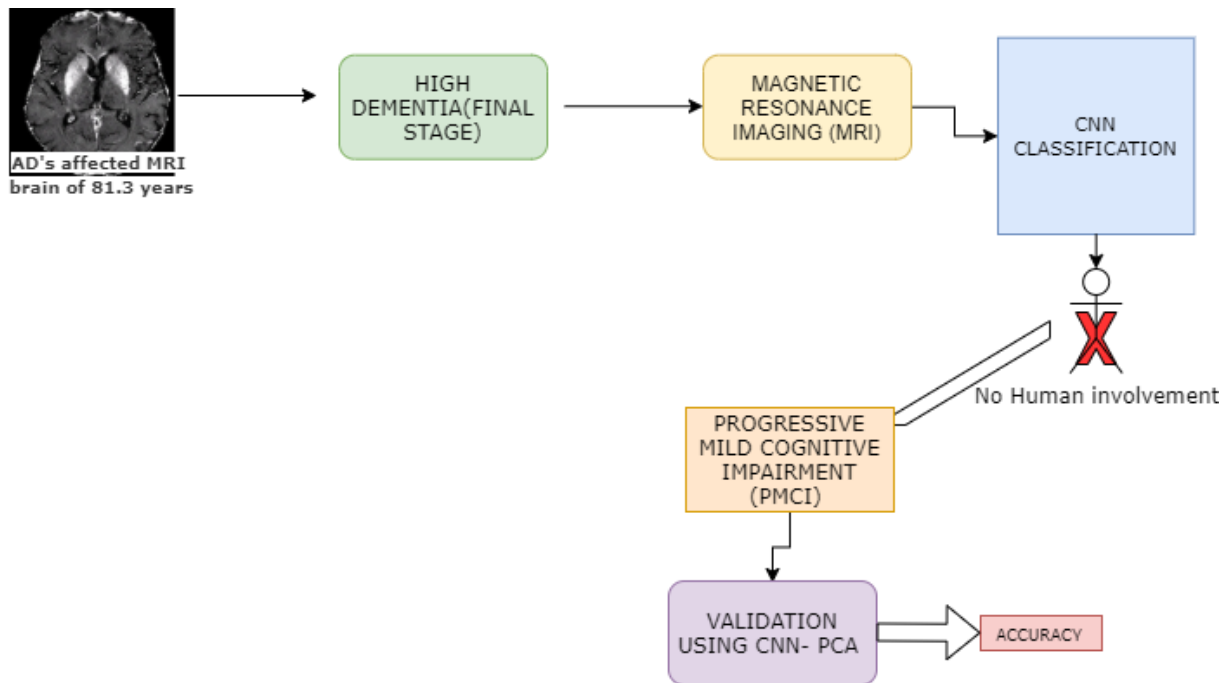 AD's affected MRI
brain of 81.3 years
HIGH
DEMENTIA(FINAL
STAGE)
MAGNETIC
RESONANCE
IMAGING (MRI)
CNN
CLASSIFICATION
No Human involvement
PROGRESSIVE
MILD COGNITIVE
IMPAIRMENT
(PMCI)
VALIDATION
USING CNN- PCA
ACCURACY